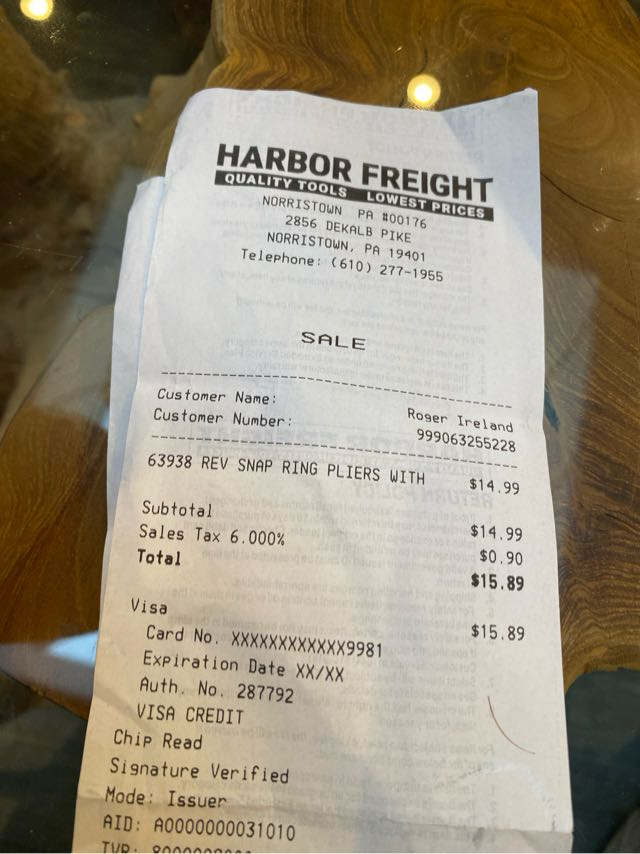 HARBOR FREIGHT
QUALITY TOOLS LOWEST PRICES
NORRISTOWN PA #00176
2856 DEKALB PIKE
NORRISTOWN, PA 19401
Telephone: (610) 277-1955
SALE
Customer Name: Roger Ireland
Customer Number: 999063255228
63938 REV SNAP RING PLIERS WITH $14.99
Subtotal $14.99
Sales Tax 6.000% $0.90
Total $15.89
Visa $15.89
Card No. XXXXXXXXXXXX9981
Expiration Date XX/XX
Auth. No. 287792
VISA CREDIT
Chip Read
Signature Verified
Mode: Issuer
AID: A0000000031010
TVR: